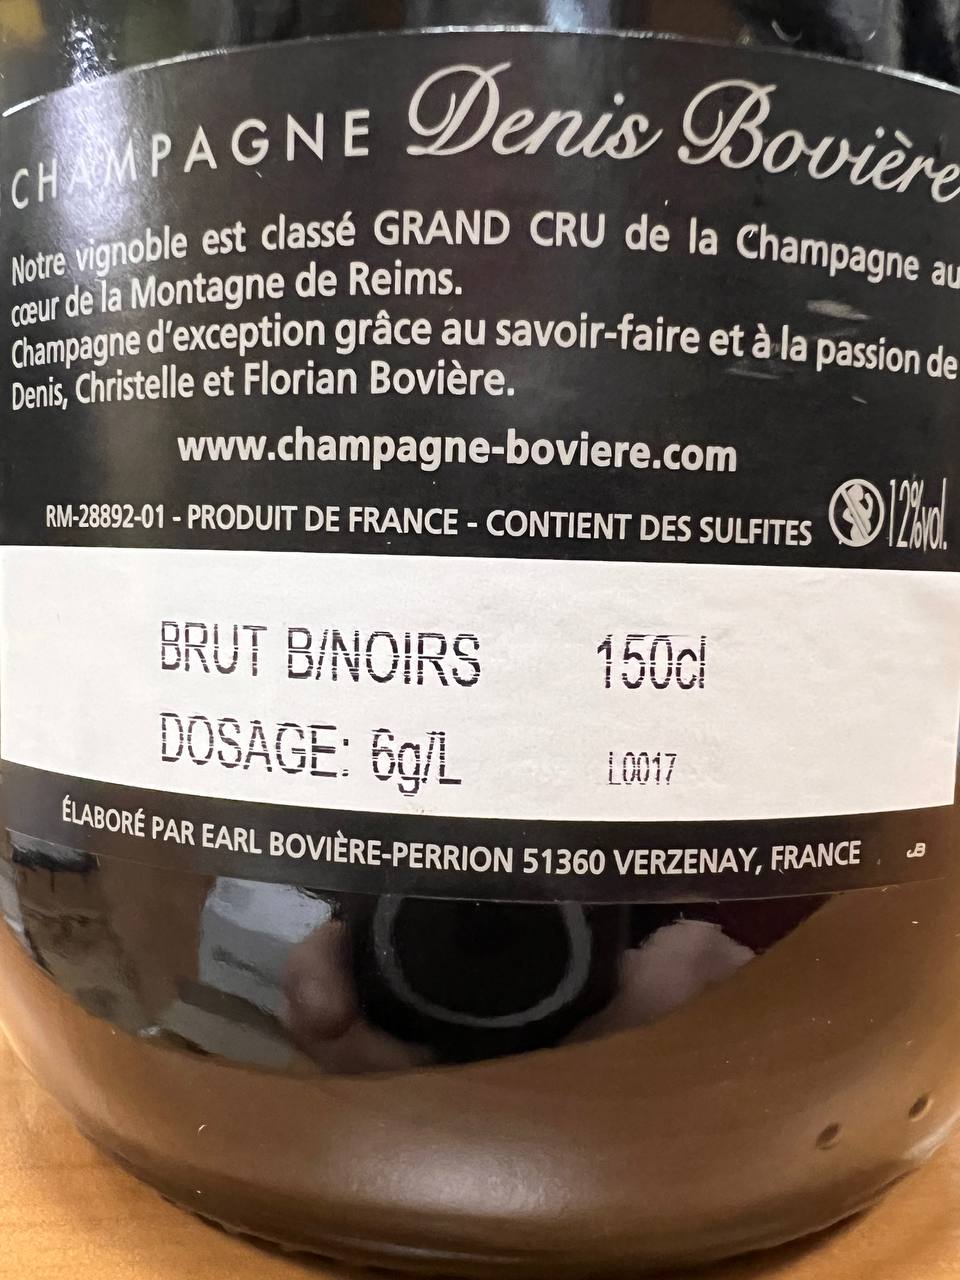 CHAMPAGNE Denis Bovière
Notre vignoble est classé GRAND CRU de la Champagne au
cœur de la Montagne de Reims.
Champagne d'exception grâce au savoir-faire et à la passion de
Denis, Christelle et Florian Bovière.
www.champagne-boviere.com
RM-28892-01 - PRODUIT DE FRANCE - CONTIENT DES SULFITES 12%vol.
BRUT B/NOIRS 150cl
DOSAGE: 6g/L L0017
ÉLABORÉ PAR EARL BOVIÈRE-PERRION 51360 VERZENAY, FRANCE